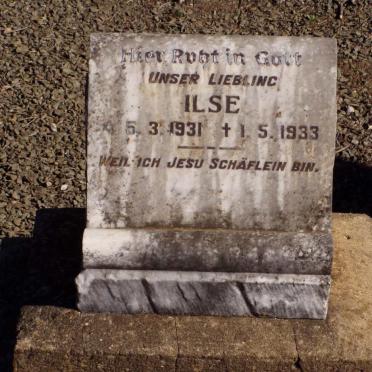 Hier Ruht in Gott
UNSER LIEBLING
ILSE
* 5.3.1931 † 1.5.1933
WEIL ICH JESU SCHÄFLEIN BIN.